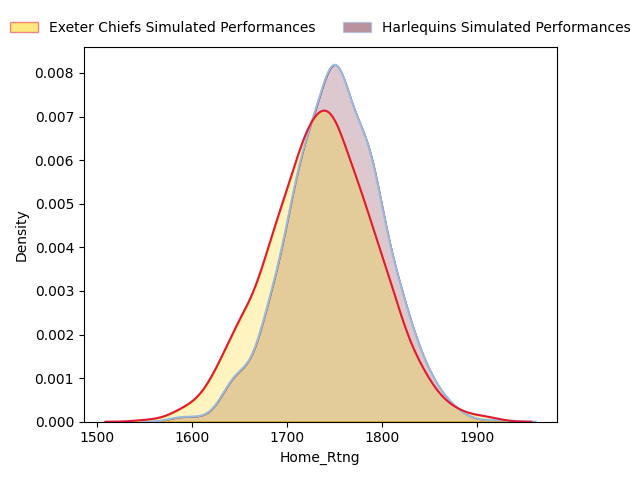 Exeter Chiefs Simulated Performances Harlequins Simulated Performances
0.008
0.007
0.006
0.005
0.004
0.003
0.002
0.001
0.000
Density
1500 1600 1700 1800 1900
Home_Rtng